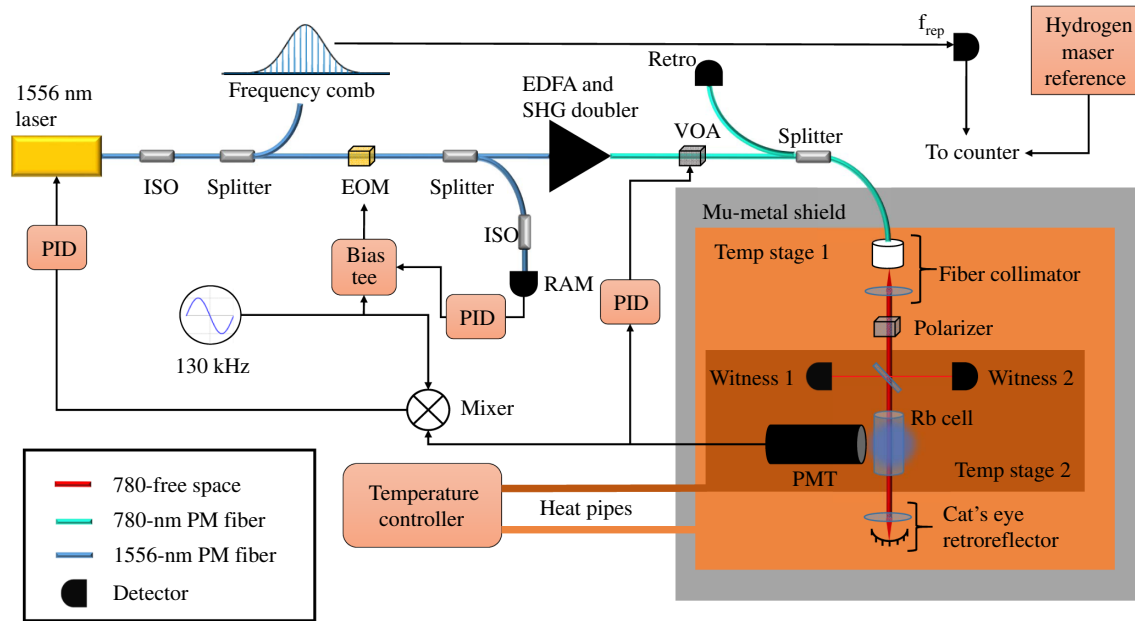 f_rep
Hydrogen
maser
reference
Retro
Frequency comb
EDFA and
SHG doubler
1556 nm
laser
VOA
Splitter
To counter
ISO
Splitter
EOM
Splitter
Mu-metal shield
PID
ISO
Temp stage 1
Bias
tee
Fiber collimator
RAM
PID
PID
Polarizer
130 kHz
Witness 1
Witness 2
Mixer
Rb cell
PMT
Temp stage 2
780-free space
780-nm PM fiber
1556-nm PM fiber
Detector
Temperature
controller
Heat pipes
Cat's eye
retroreflector